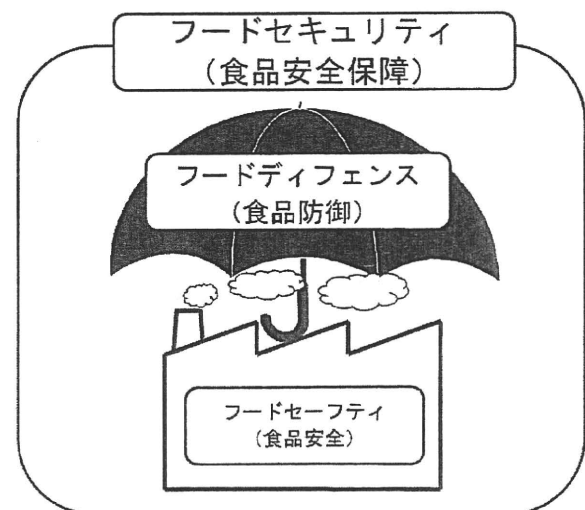 フードセキュリティ
（食品安全保障）
フードディフェンス
（食品防御）
フードセーフティ
（食品安全）